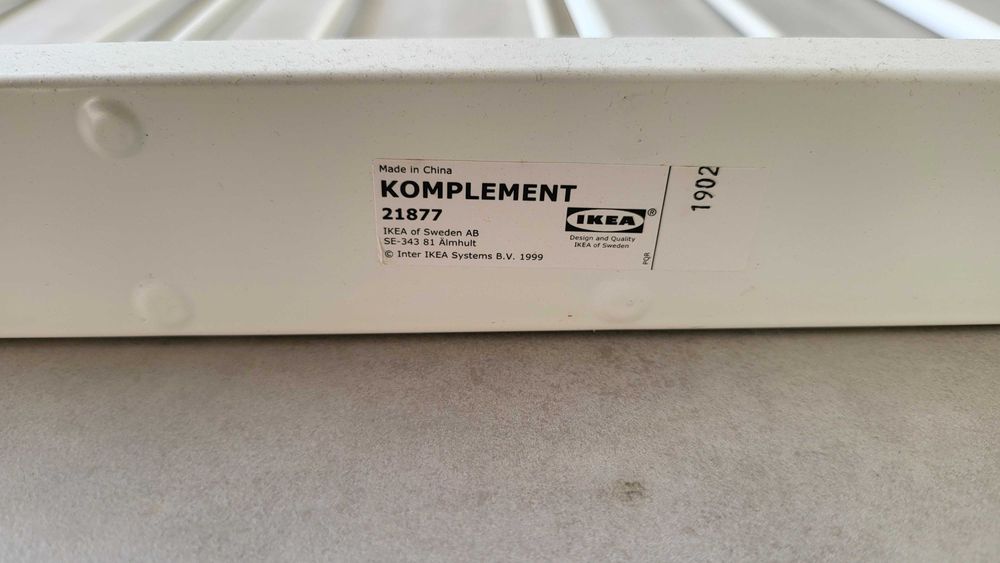 Made in China
KOMPLEMENT
21877
IKEA of Sweden AB
SE-343 81 Älmhult
© Inter IKEA Systems B.V. 1999
IKEA®
Design and Quality
IKEA of Sweden
PQR
1902